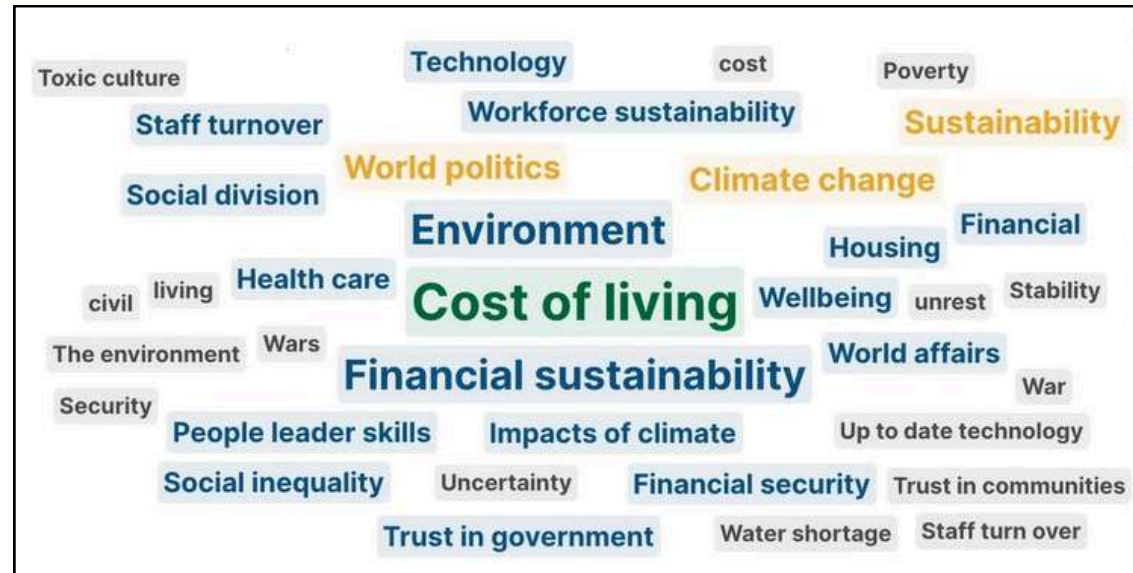 Technology
cost
Poverty
Toxic culture
Workforce sustainability
Sustainability
Staff turnover
World politics
Climate change
Social division
Environment
Financial
Housing
Health care
living
civil
Cost of living
Wellbeing
unrest
Stability
The environment
Wars
World affairs
Financial sustainability
War
Security
People leader skills
Impacts of climate
Up to date technology
Social inequality
Uncertainty
Financial security
Trust in communities
Trust in government
Water shortage
Staff turn over